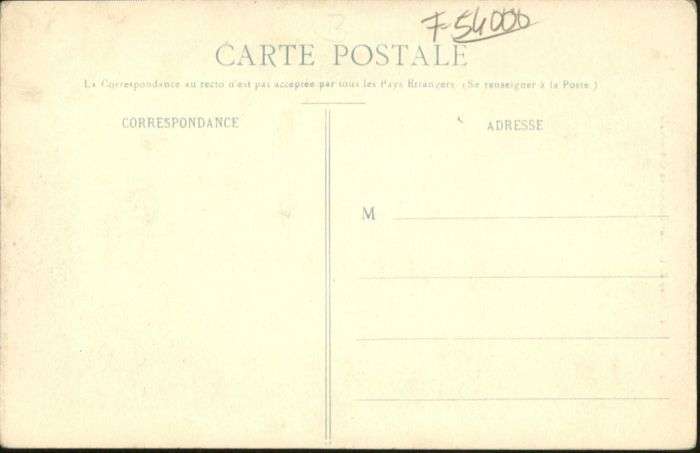 F-54000
CARTE POSTALE
La Correspondance au recto n'est pas acceptée par tous les Pays Etrangers (Se renseigner à la Poste.)
CORRESPONDANCE
ADRESSE
M